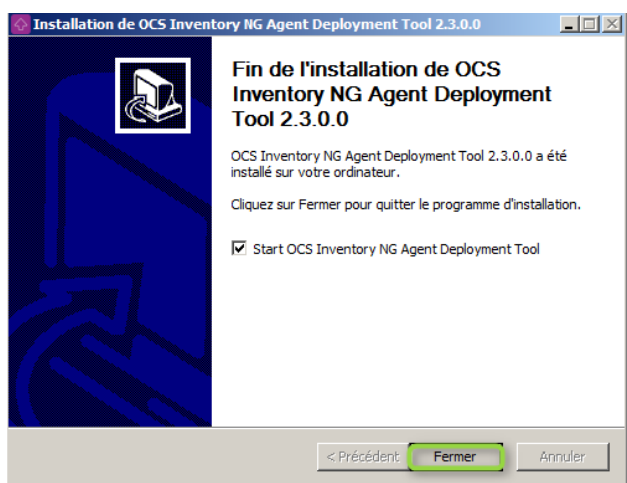 Installation de OCS Inventory NG Agent Deployment Tool 2.3.0.0
Fin de l'installation de OCS
Inventory NG Agent Deployment
Tool 2.3.0.0
OCS Inventory NG Agent Deployment Tool 2.3.0.0 a été
installé sur votre ordinateur.
Cliquez sur Fermer pour quitter le programme d'installation.
Start OCS Inventory NG Agent Deployment Tool
< Précédent Fermer Annuler